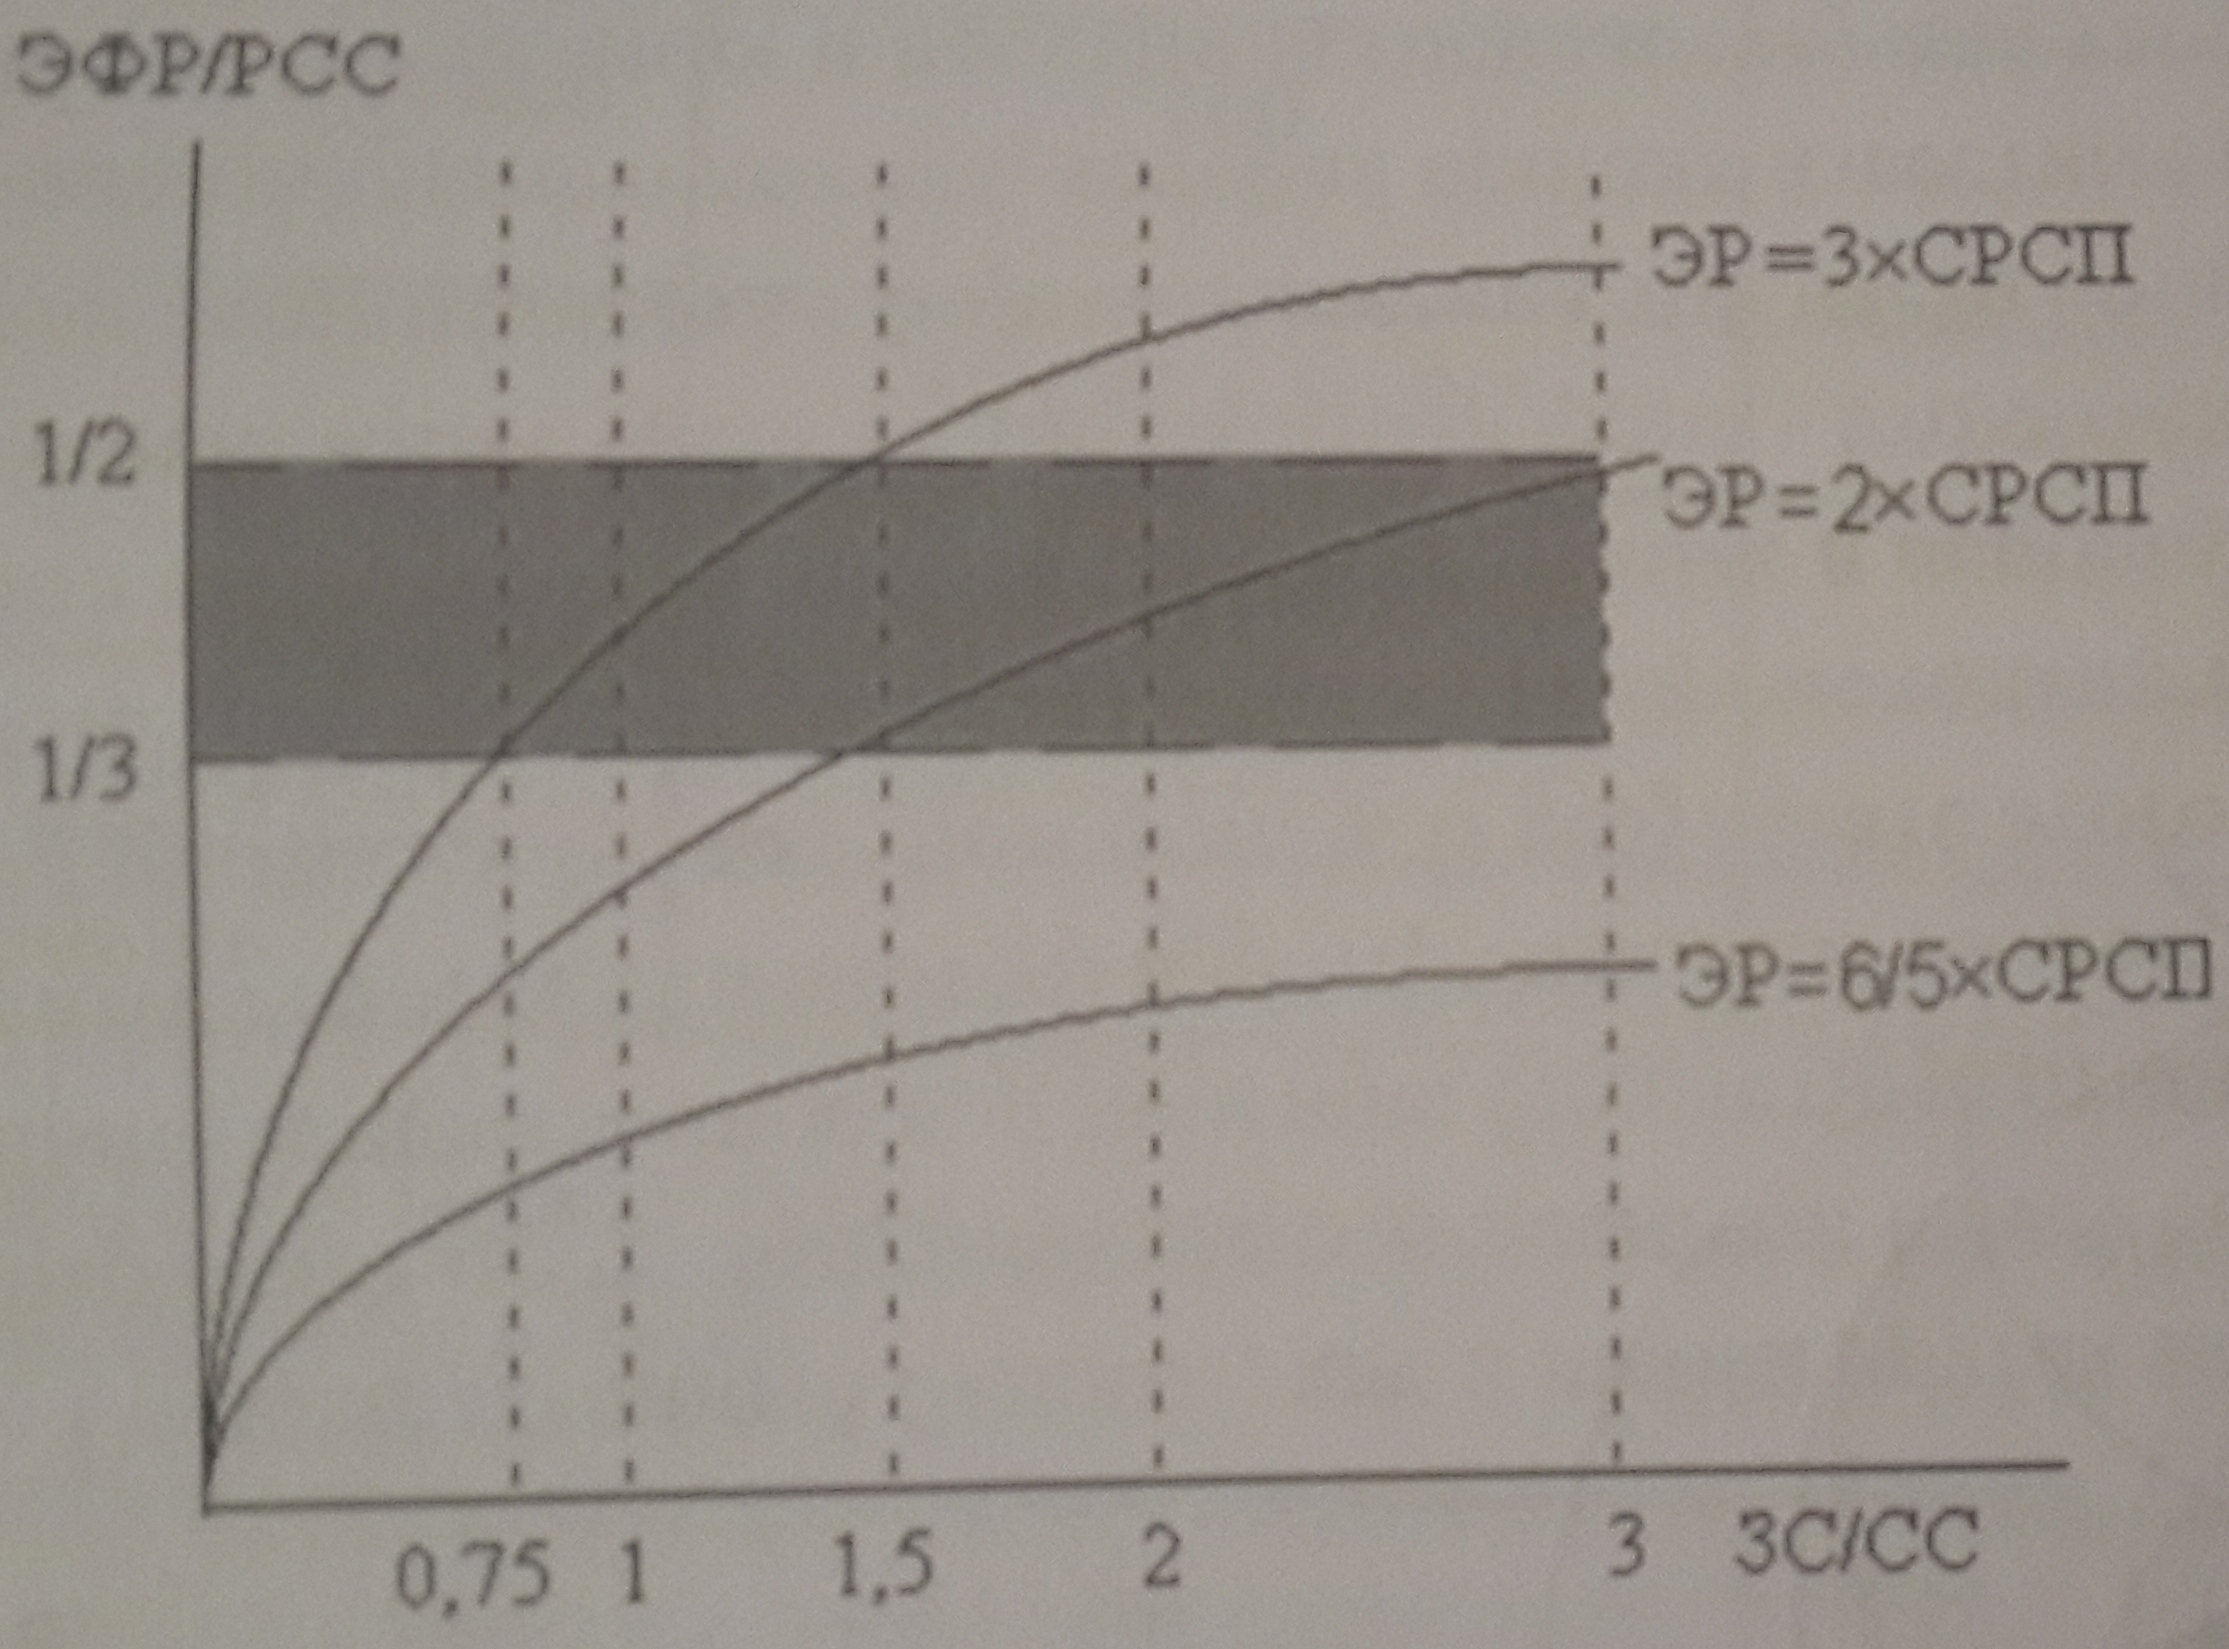 ЭФР/РСС
ЭР=3×СРСП
1/2
ЭР=2×СРСП
1/3
ЭР=6/5×СРСП
0,75 1 1,5 2 3 ЗС/СС